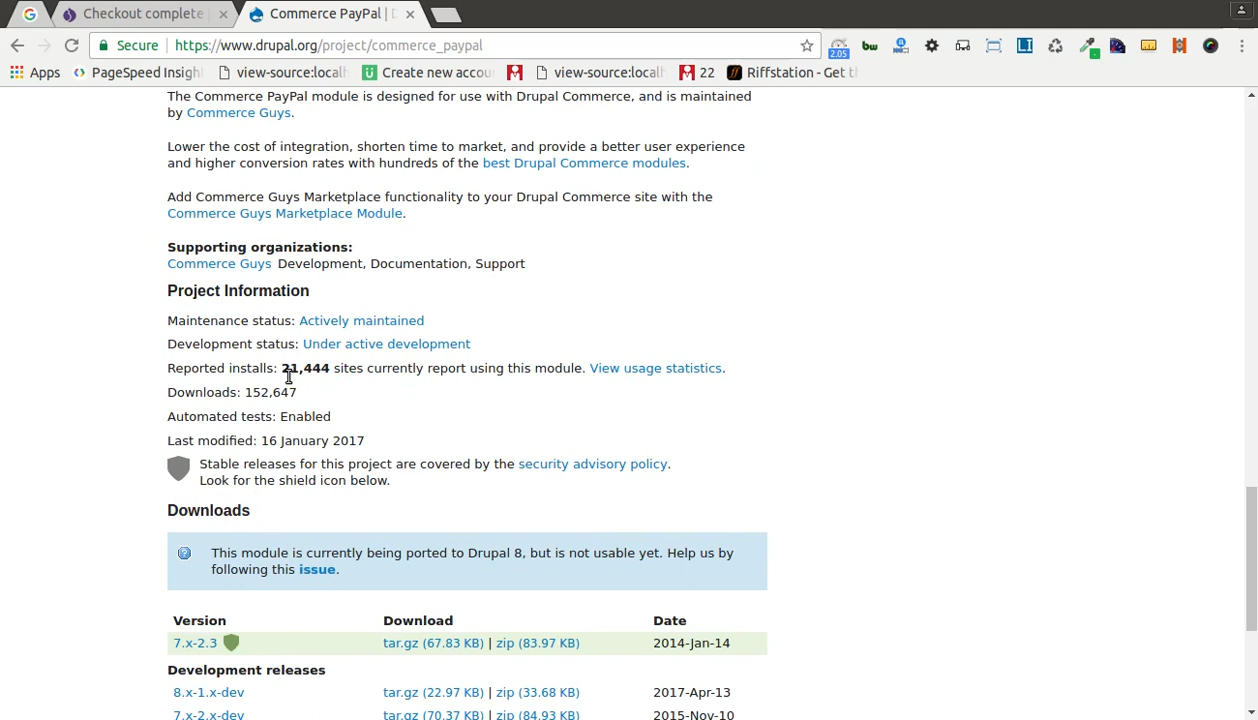 Checkout complete
Commerce PayPal | D
Secure
https://www.drupal.org/project/commerce_paypal
2.05
bw
LI
Apps
PageSpeed Insigh
view-source:local
Create new accou
view-source:local
22
Riffstation - Get t
The Commerce PayPal module is designed for use with Drupal Commerce, and is maintained
by Commerce Guys.
Lower the cost of integration, shorten time to market, and provide a better user experience
and higher conversion rates with hundreds of the best Drupal Commerce modules.
Add Commerce Guys Marketplace functionality to your Drupal Commerce site with the
Commerce Guys Marketplace Module.
Supporting organizations:
Commerce Guys Development, Documentation, Support
Project Information
Maintenance status: Actively maintained
Development status: Under active development
Reported installs: 21,444 sites currently report using this module. View usage statistics.
Downloads: 152,647
Automated tests: Enabled
Last modified: 16 January 2017
Stable releases for this project are covered by the security advisory policy.
Look for the shield icon below.
Downloads
This module is currently being ported to Drupal 8, but is not usable yet. Help us by
following this issue.
Version Download Date
7.x-2.3 tar.gz (67.83 KB) | zip (83.97 KB) 2014-Jan-14
Development releases
8.x-1.x-dev tar.gz (22.97 KB) | zip (33.68 KB) 2017-Apr-13
7.x-2.x-dev tar.gz (70.37 KB) | zip (84.93 KB) 2015-Nov-10